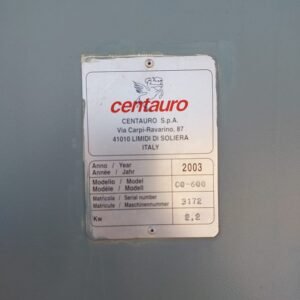 centauro
CENTAURO S.p.A.
Via Carpi-Ravarino, 87
41010 LIMIDI DI SOLIERA
ITALY
Anno / Year
Année / Jahr
2003
Modello / Model
Modèle / Modell
CO-600
Matricola / Serial number
Matricule / Maschinennummer
3172
Kw
2,2